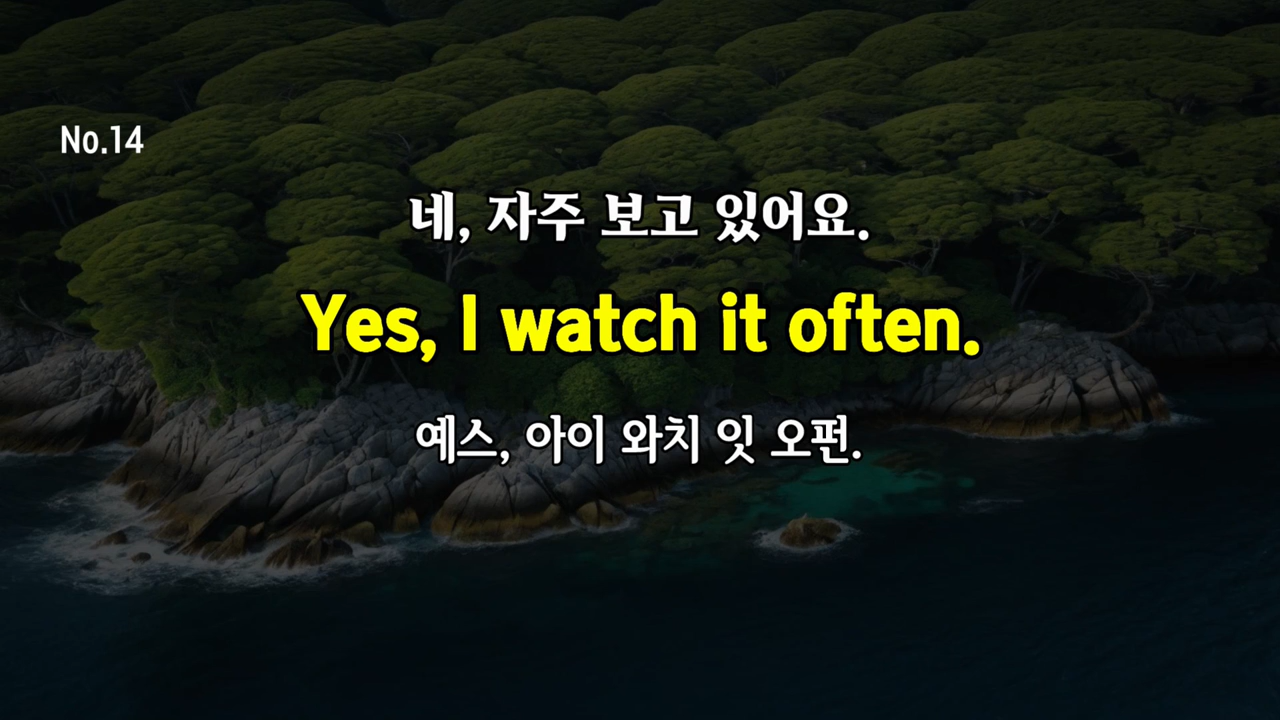 No.14
네, 자주 보고 있어요.
Yes, I watch it often.
예스, 아이 와치 잇 오펀.